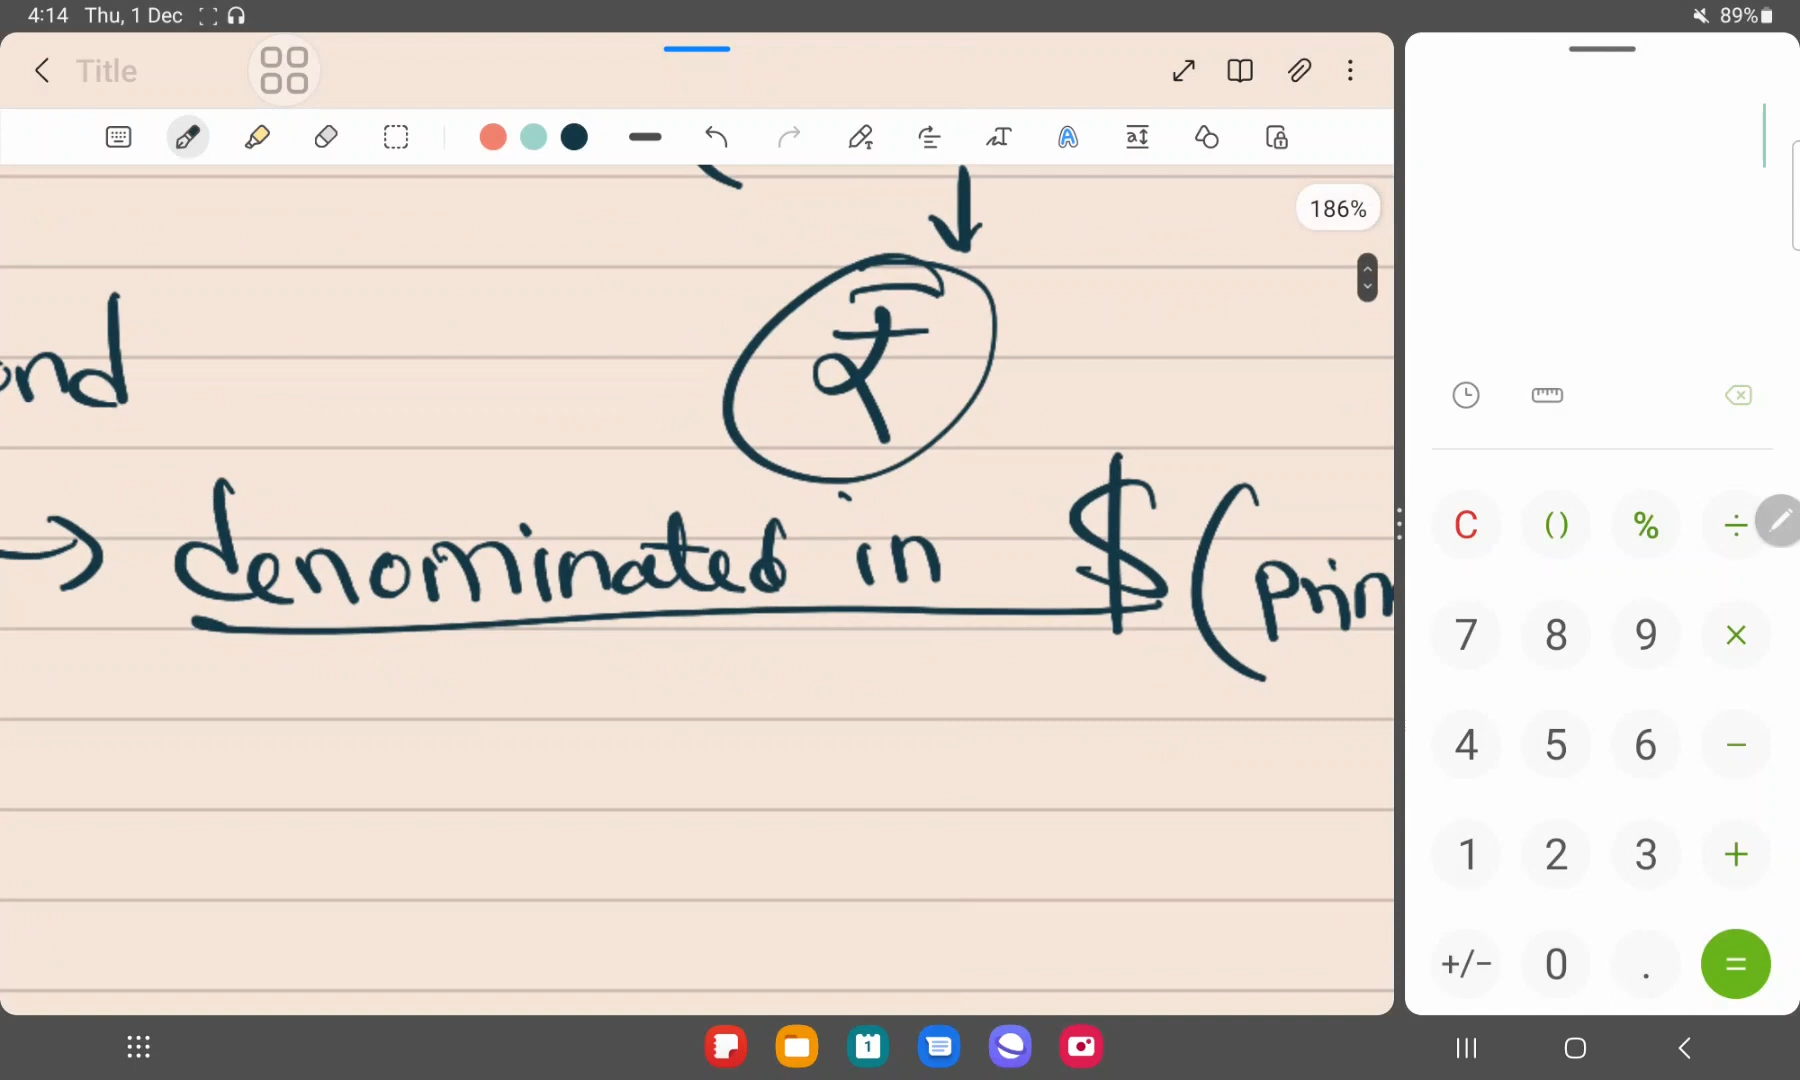 4:14 Thu, 1 Dec 89%
Title
186%
ond
₹
→ denominated in $ (prin
C () % ÷
7 8 9 ×
4 5 6 −
1 2 3 +
+/− 0 . =
1